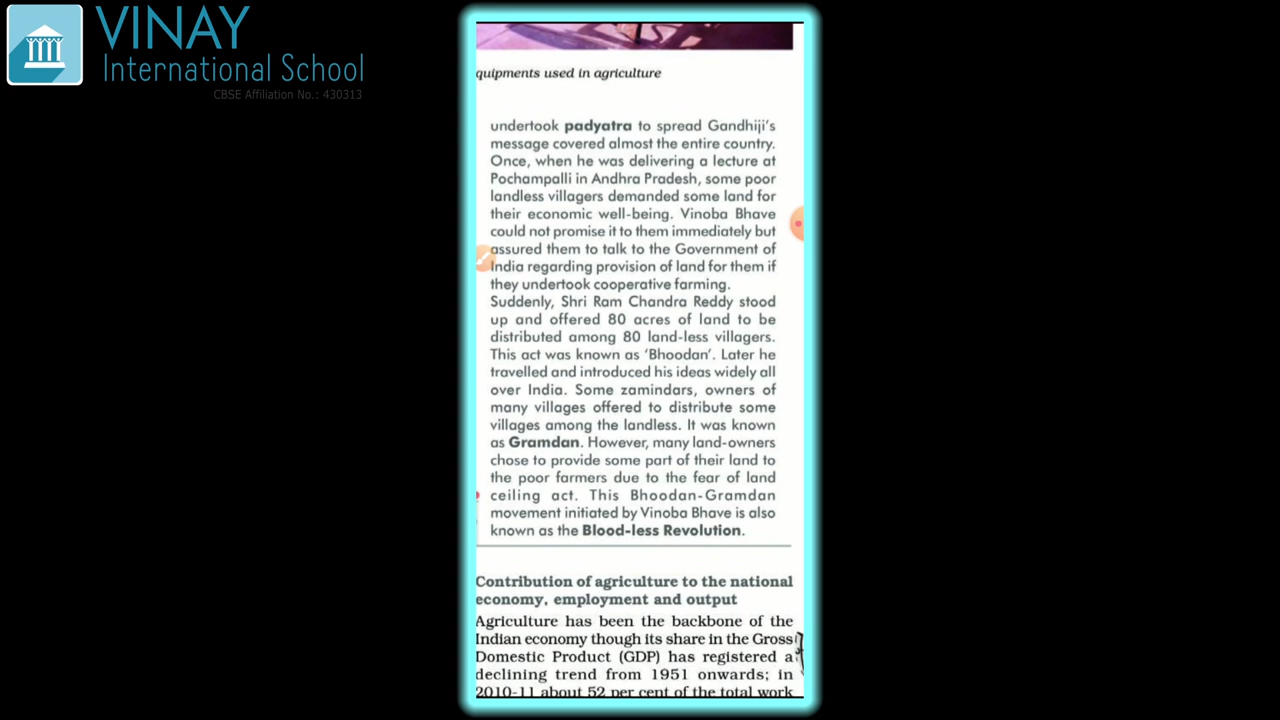 VINAY
International School
CBSE Affiliation No.: 430313
quipments used in agriculture
undertook padyatra to spread Gandhiji's
message covered almost the entire country.
Once, when he was delivering a lecture at
Pochampalli in Andhra Pradesh, some poor
landless villagers demanded some land for
their economic well-being. Vinoba Bhave
could not promise it to them immediately but
assured them to talk to the Government of
India regarding provision of land for them if
they undertook cooperative farming.
Suddenly, Shri Ram Chandra Reddy stood
up and offered 80 acres of land to be
distributed among 80 land-less villagers.
This act was known as ‘Bhoodan’. Later he
travelled and introduced his ideas widely all
over India. Some zamindars, owners of
many villages offered to distribute some
villages among the landless. It was known
as Gramdan. However, many land-owners
chose to provide some part of their land to
the poor farmers due to the fear of land
ceiling act. This Bhoodan-Gramdan
movement initiated by Vinoba Bhave is also
known as the Blood-less Revolution.
Contribution of agriculture to the national
economy, employment and output
Agriculture has been the backbone of the
Indian economy though its share in the Gross
Domestic Product (GDP) has registered a
declining trend from 1951 onwards; in
2010-11 about 52 per cent of the total work